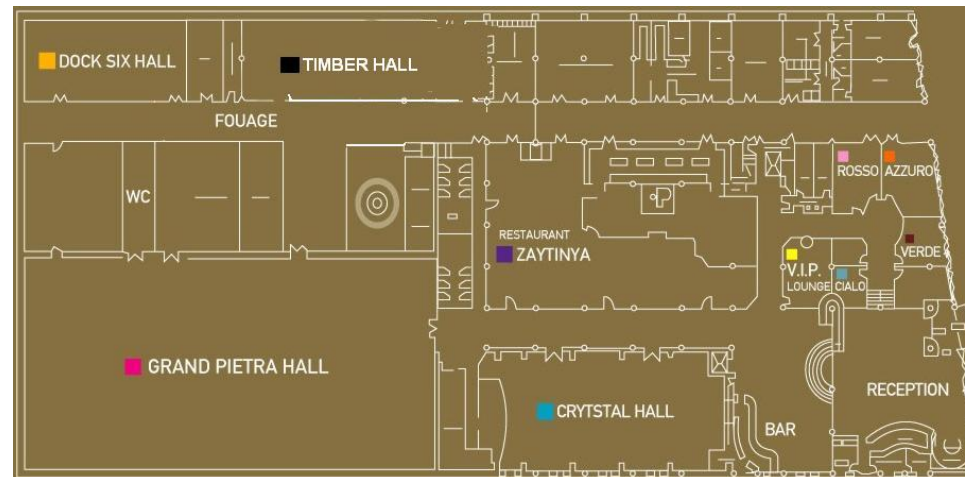 DOCK SIX HALL
TIMBER HALL
FOUAGE
WC
ROSSO
AZZURO
RESTAURANT
ZAYTINYA
P
VERDE
V.I.P.
LOUNGE
CIALO
GRAND PIETRA HALL
CRYTSTAL HALL
BAR
RECEPTION